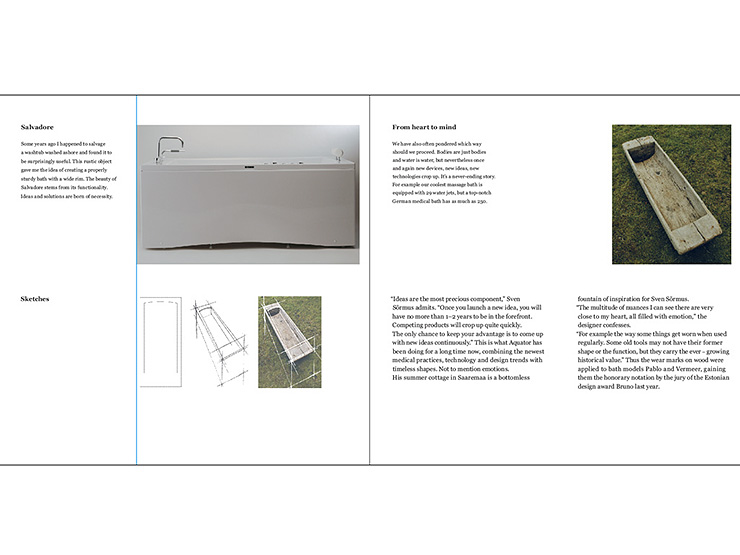 Salvadore
Some years ago I happened to salvage
a washtub washed ashore and found it to
be surprisingly useful. This rustic object
gave me the idea of creating a properly
sturdy bath with a wide rim. The beauty of
Salvadore stems from its functionality.
Ideas and solutions are born of necessity.
Sketches
From heart to mind
We have also often pondered which way
should we proceed. Bodies are just bodies
and water is water, but nevertheless once
and again new devices, new ideas, new
technologies crop up. It's a never-ending story.
For example our coolest massage bath is
equipped with 29 water jets, but a top-notch
German medical bath has as much as 250.
“Ideas are the most precious component,” Sven
Sõrmus admits. “Once you launch a new idea, you will
have no more than 1–2 years to be in the forefront.
Competing products will crop up quite quickly.
The only chance to keep your advantage is to come up
with new ideas continuously.” This is what Aquator has
been doing for a long time now, combining the newest
medical practices, technology and design trends with
timeless shapes. Not to mention emotions.
His summer cottage in Saaremaa is a bottomless
fountain of inspiration for Sven Sõrmus.
“The multitude of nuances I can see there are very
close to my heart, all filled with emotion,” the
designer confesses.
“For example the way some things get worn when used
regularly. Some old tools may not have their former
shape or the function, but they carry the ever – growing
historical value.” Thus the wear marks on wood were
applied to bath models Pablo and Vermeer, gaining
them the honorary notation by the jury of the Estonian
design award Bruno last year.